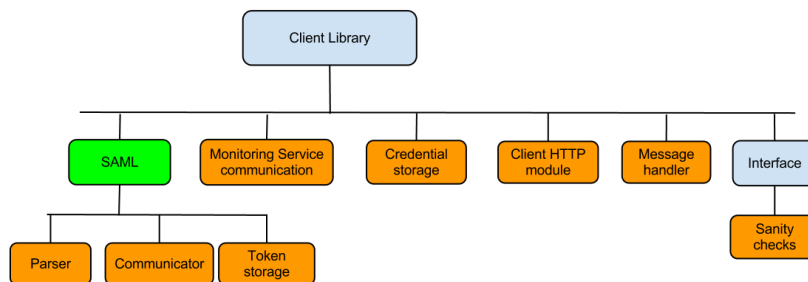 Client Library
SAML
Monitoring Service
communication
Credential
storage
Client HTTP
module
Message
handler
Interface
Parser
Communicator
Token
storage
Sanity
checks